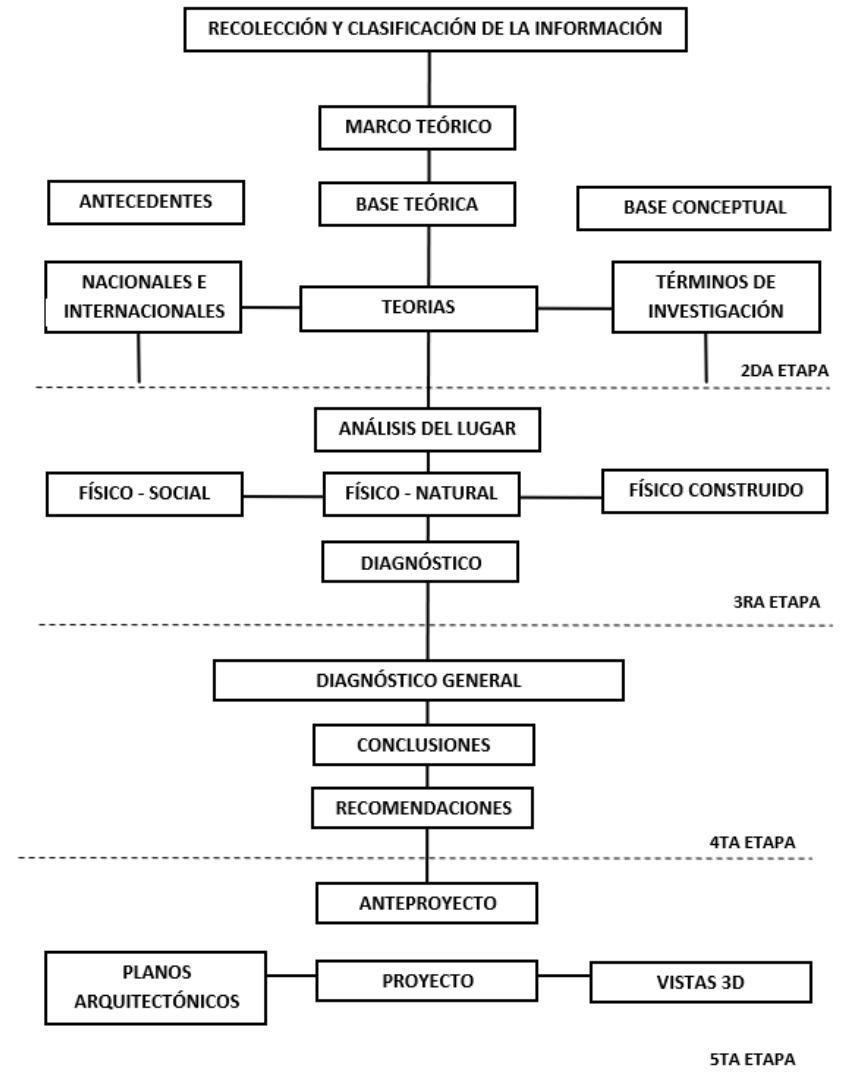 RECOLECCIÓN Y CLASIFICACIÓN DE LA INFORMACIÓN
MARCO TEÓRICO
ANTECEDENTES
BASE TEÓRICA
BASE CONCEPTUAL
NACIONALES E
INTERNACIONALES
TEORIAS
TÉRMINOS DE
INVESTIGACIÓN
2DA ETAPA
ANÁLISIS DEL LUGAR
FÍSICO - SOCIAL
FÍSICO - NATURAL
FÍSICO CONSTRUIDO
DIAGNÓSTICO
3RA ETAPA
DIAGNÓSTICO GENERAL
CONCLUSIONES
RECOMENDACIONES
4TA ETAPA
ANTEPROYECTO
PLANOS
ARQUITECTÓNICOS
PROYECTO
VISTAS 3D
5TA ETAPA